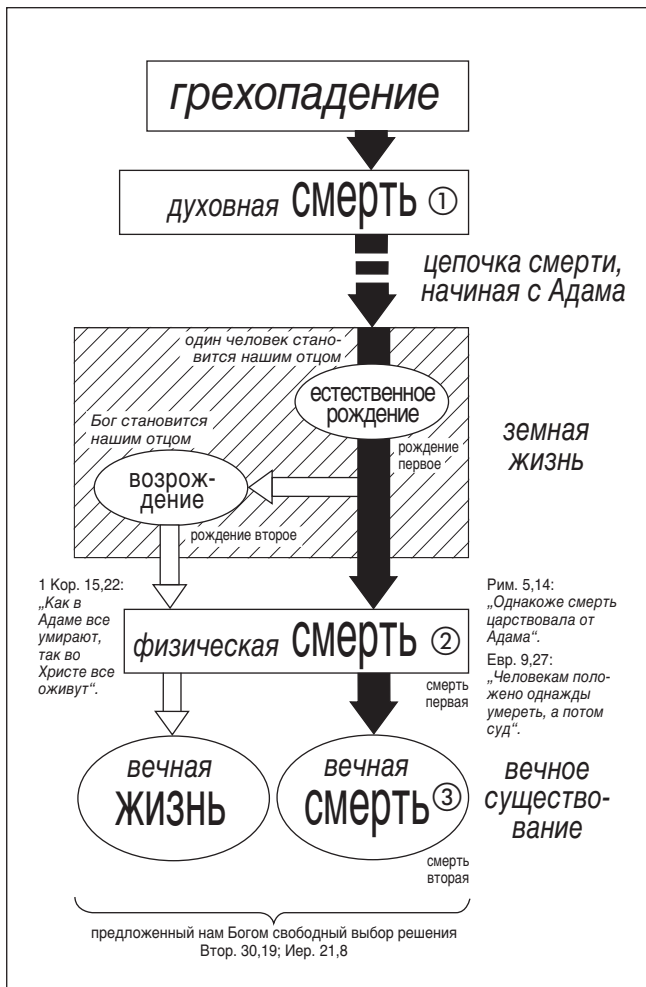 грехопадение
духовная смерть ①
цепочка смерти,
начиная с Адама
один человек стано-
вится нашим отцом
естественное
рождение
Бог становится
нашим отцом
рождение
первое
земная
жизнь
возрож-
дение
рождение второе
1 Кор. 15,22:
„Как в
Адаме все
умирают,
так во
Христе все
оживут“.
физическая смерть ②
Рим. 5,14:
„Однакоже смерть
царствовала от
Адама“.
Евр. 9,27:
„Человекам поло-
жено однажды
умереть, а потом
суд“.
смерть
первая
вечная
жизнь
вечная
смерть ③
вечное
существо-
вание
смерть
вторая
предложенный нам Богом свободный выбор решения
Втор. 30,19; Иер. 21,8